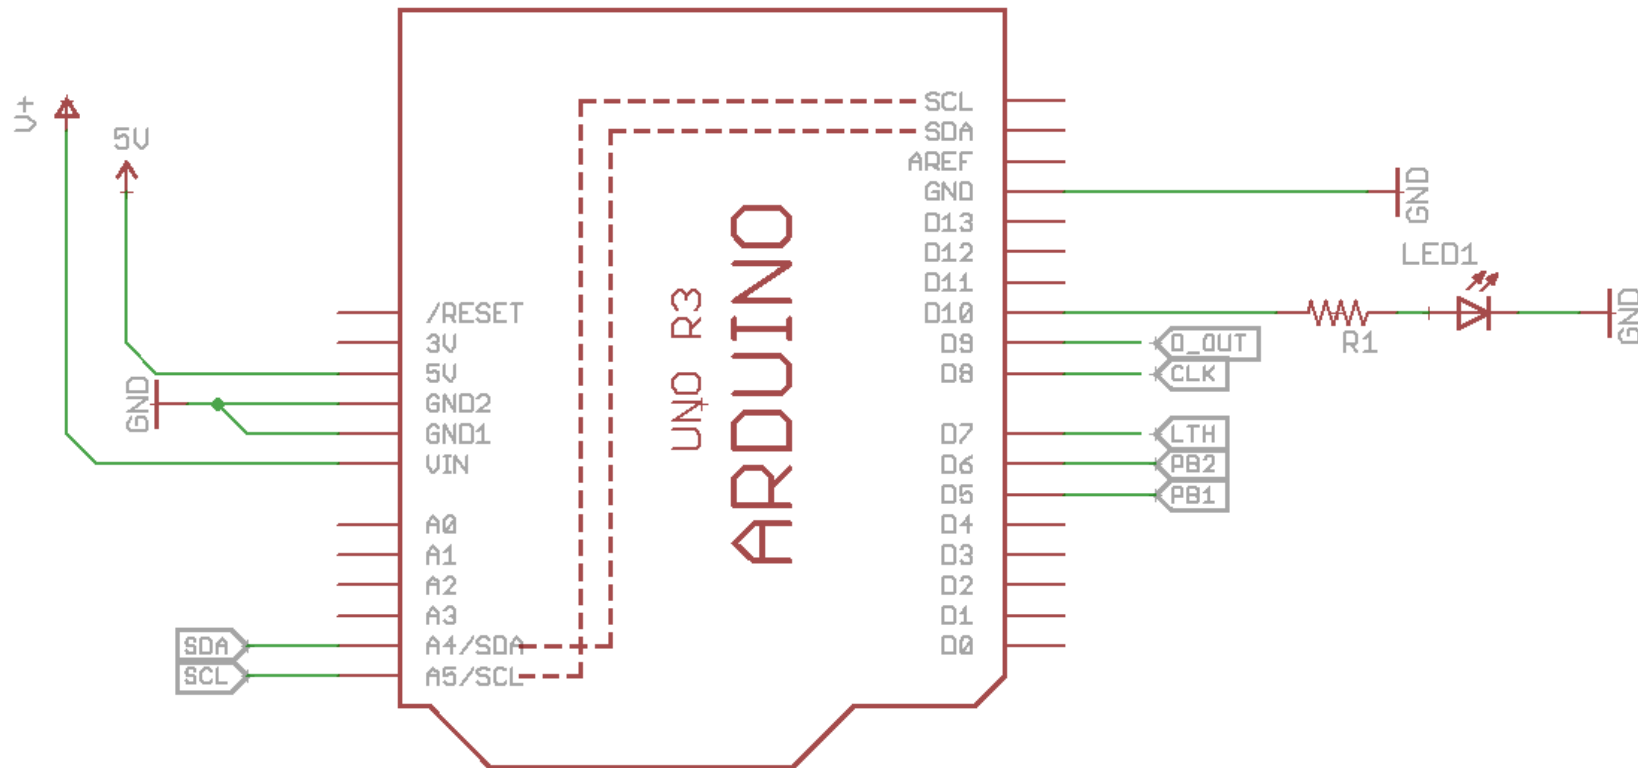 V+
5V
/RESET
3V
5V
GND
GND2
GND1
VIN
A0
A1
A2
A3
SDA
A4/SDA
SCL
A5/SCL
UNO R3
ARDUINO
SCL
SDA
AREF
GND
GND
D13
D12
D11
LED1
D10
R1
GND
D9
D_OUT
D8
CLK
D7
LTH
D6
PB2
D5
PB1
D4
D3
D2
D1
D0